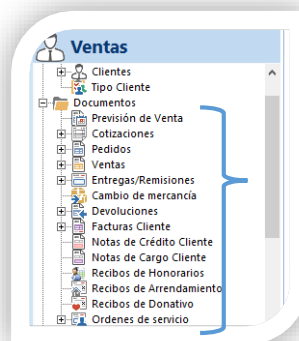 Ventas
Clientes
Tipo Cliente
Documentos
Previsión de Venta
Cotizaciones
Pedidos
Ventas
Entregas/Remisiones
Cambio de mercancía
Devoluciones
Facturas Cliente
Notas de Crédito Cliente
Notas de Cargo Cliente
Recibos de Honorarios
Recibos de Arrendamiento
Recibos de Donativo
Ordenes de servicio